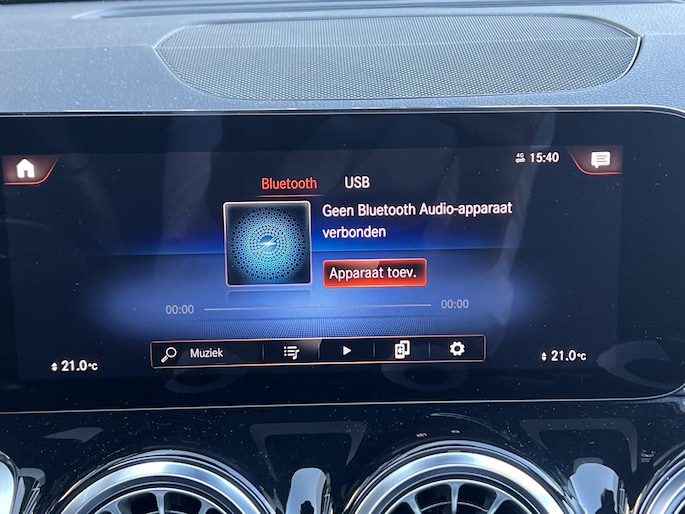 4G 15:40
Bluetooth USB
Geen Bluetooth Audio-apparaat
verbonden
Apparaat toev.
00:00 00:00
Muziek
21.0°C 21.0°C